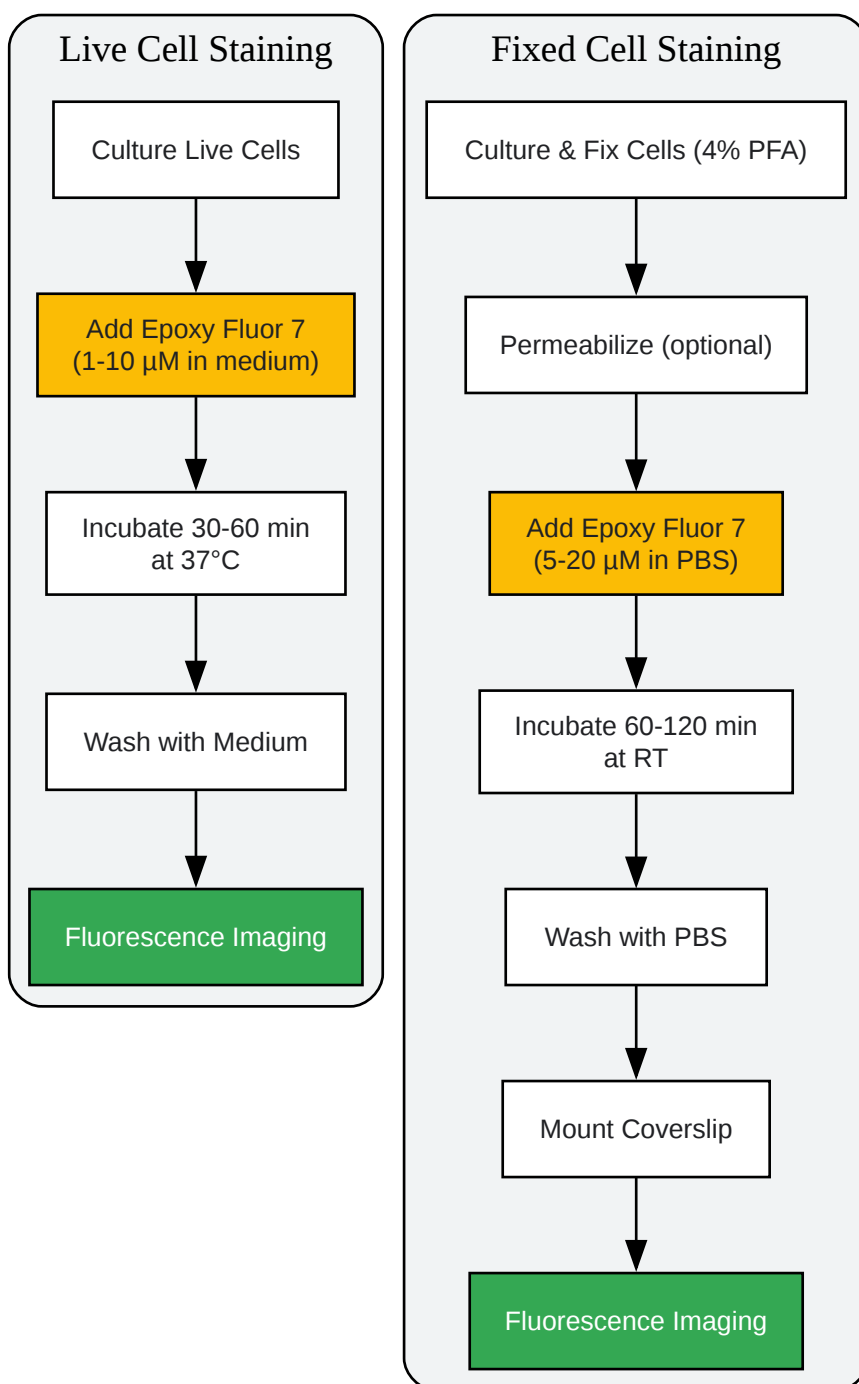 Live Cell Staining
Culture Live Cells
Add Epoxy Fluor 7
(1-10 µM in medium)
Incubate 30-60 min
at 37°C
Wash with Medium
Fluorescence Imaging
Fixed Cell Staining
Culture & Fix Cells (4% PFA)
Permeabilize (optional)
Add Epoxy Fluor 7
(5-20 µM in PBS)
Incubate 60-120 min
at RT
Wash with PBS
Mount Coverslip
Fluorescence Imaging